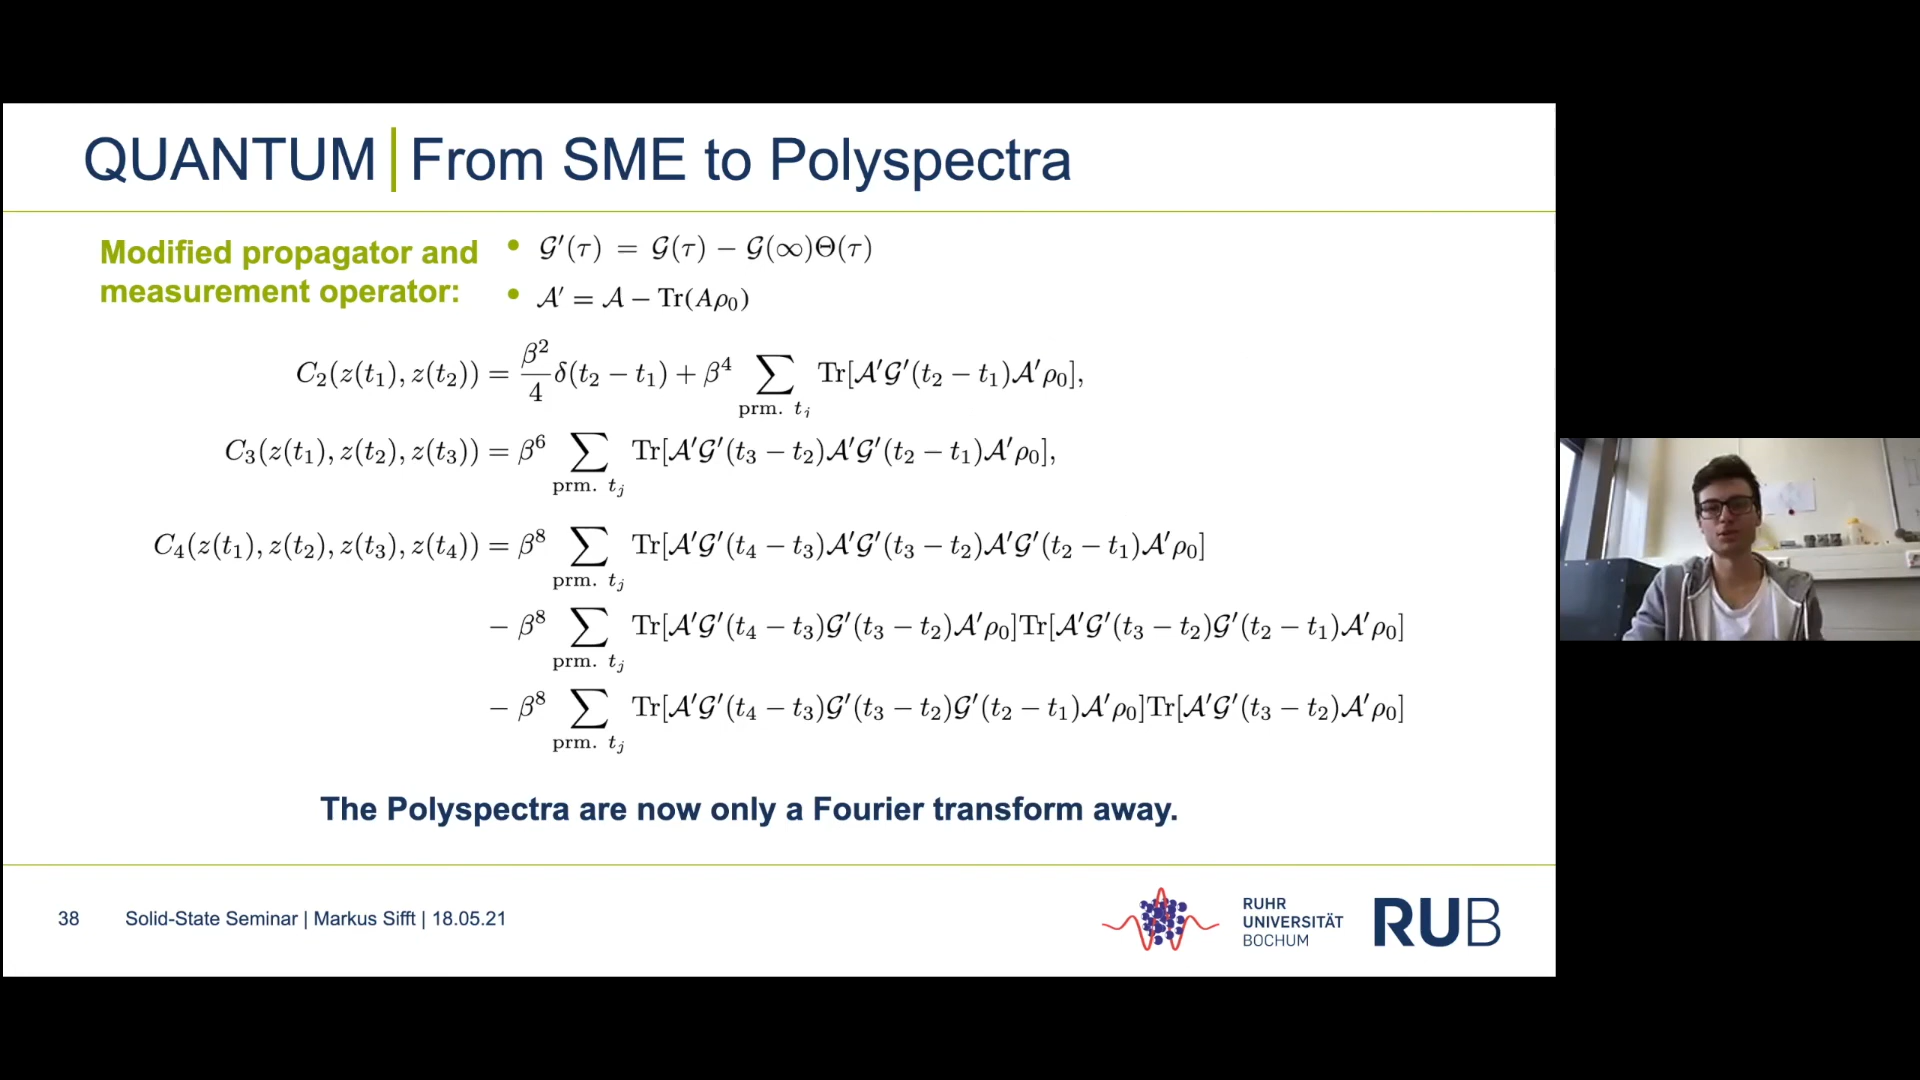 QUANTUM | From SME to Polyspectra
Modified propagator and
measurement operator:
• 𝒢′(τ) = 𝒢(τ) − 𝒢(∞)Θ(τ)
• 𝒜′ = 𝒜 − Tr(Aρ₀)
C₂(z(t₁), z(t₂)) = β²/4 δ(t₂ − t₁) + β⁴ ∑ Tr[𝒜′𝒢′(t₂ − t₁)𝒜′ρ₀],
prm. tⱼ
C₃(z(t₁), z(t₂), z(t₃)) = β⁶ ∑ Tr[𝒜′𝒢′(t₃ − t₂)𝒜′𝒢′(t₂ − t₁)𝒜′ρ₀],
prm. tⱼ
C₄(z(t₁), z(t₂), z(t₃), z(t₄)) = β⁸ ∑ Tr[𝒜′𝒢′(t₄ − t₃)𝒜′𝒢′(t₃ − t₂)𝒜′𝒢′(t₂ − t₁)𝒜′ρ₀]
prm. tⱼ
− β⁸ ∑ Tr[𝒜′𝒢′(t₄ − t₃)𝒢′(t₃ − t₂)𝒜′ρ₀]Tr[𝒜′𝒢′(t₃ − t₂)𝒢′(t₂ − t₁)𝒜′ρ₀]
prm. tⱼ
− β⁸ ∑ Tr[𝒜′𝒢′(t₄ − t₃)𝒢′(t₃ − t₂)𝒢′(t₂ − t₁)𝒜′ρ₀]Tr[𝒜′𝒢′(t₃ − t₂)𝒜′ρ₀]
prm. tⱼ
The Polyspectra are now only a Fourier transform away.
38 Solid-State Seminar | Markus Sifft | 18.05.21
RUHR
UNIVERSITÄT
BOCHUM
RUB